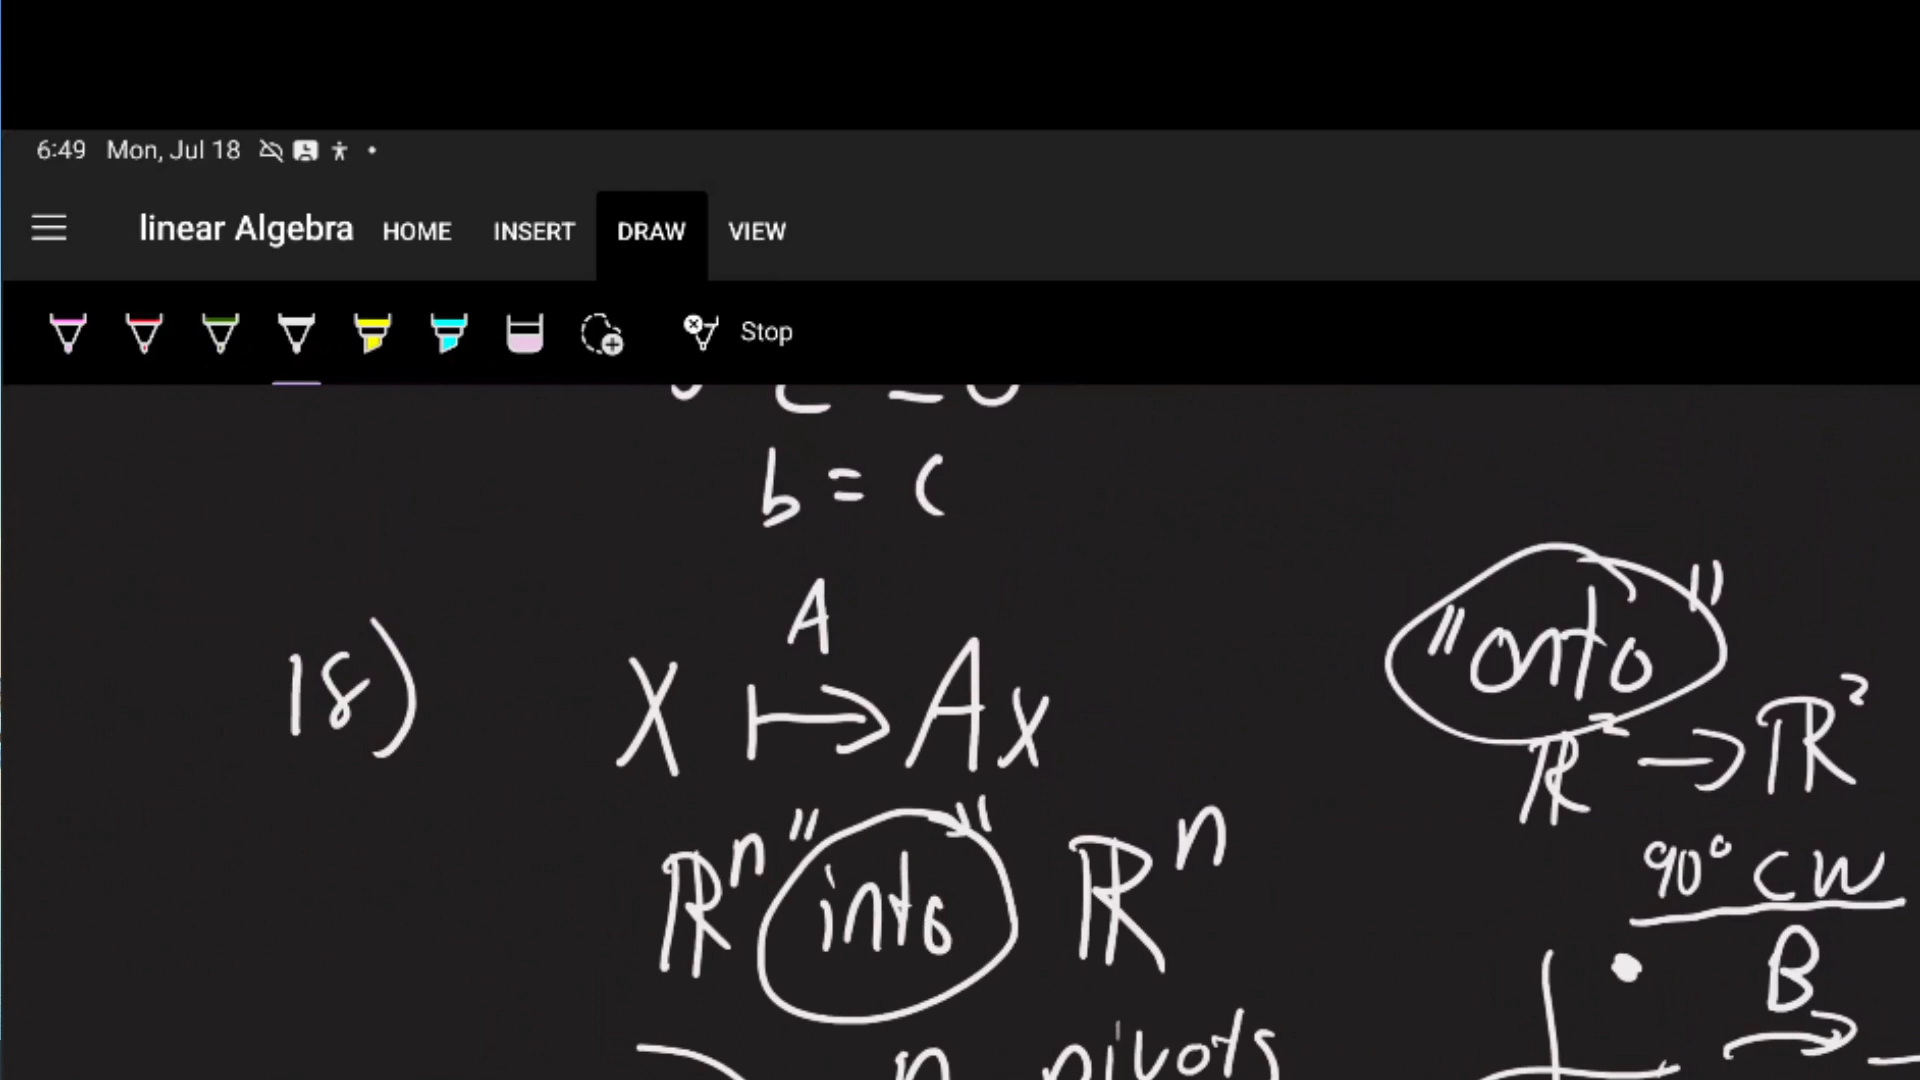 6:49 Mon, Jul 18
linear Algebra HOME INSERT DRAW VIEW
Stop
b = c
18) X A ↦ Ax
ℝⁿ "into" ℝⁿ
n pivots
"onto"
ℝ² → ℝ²
90° CW
B